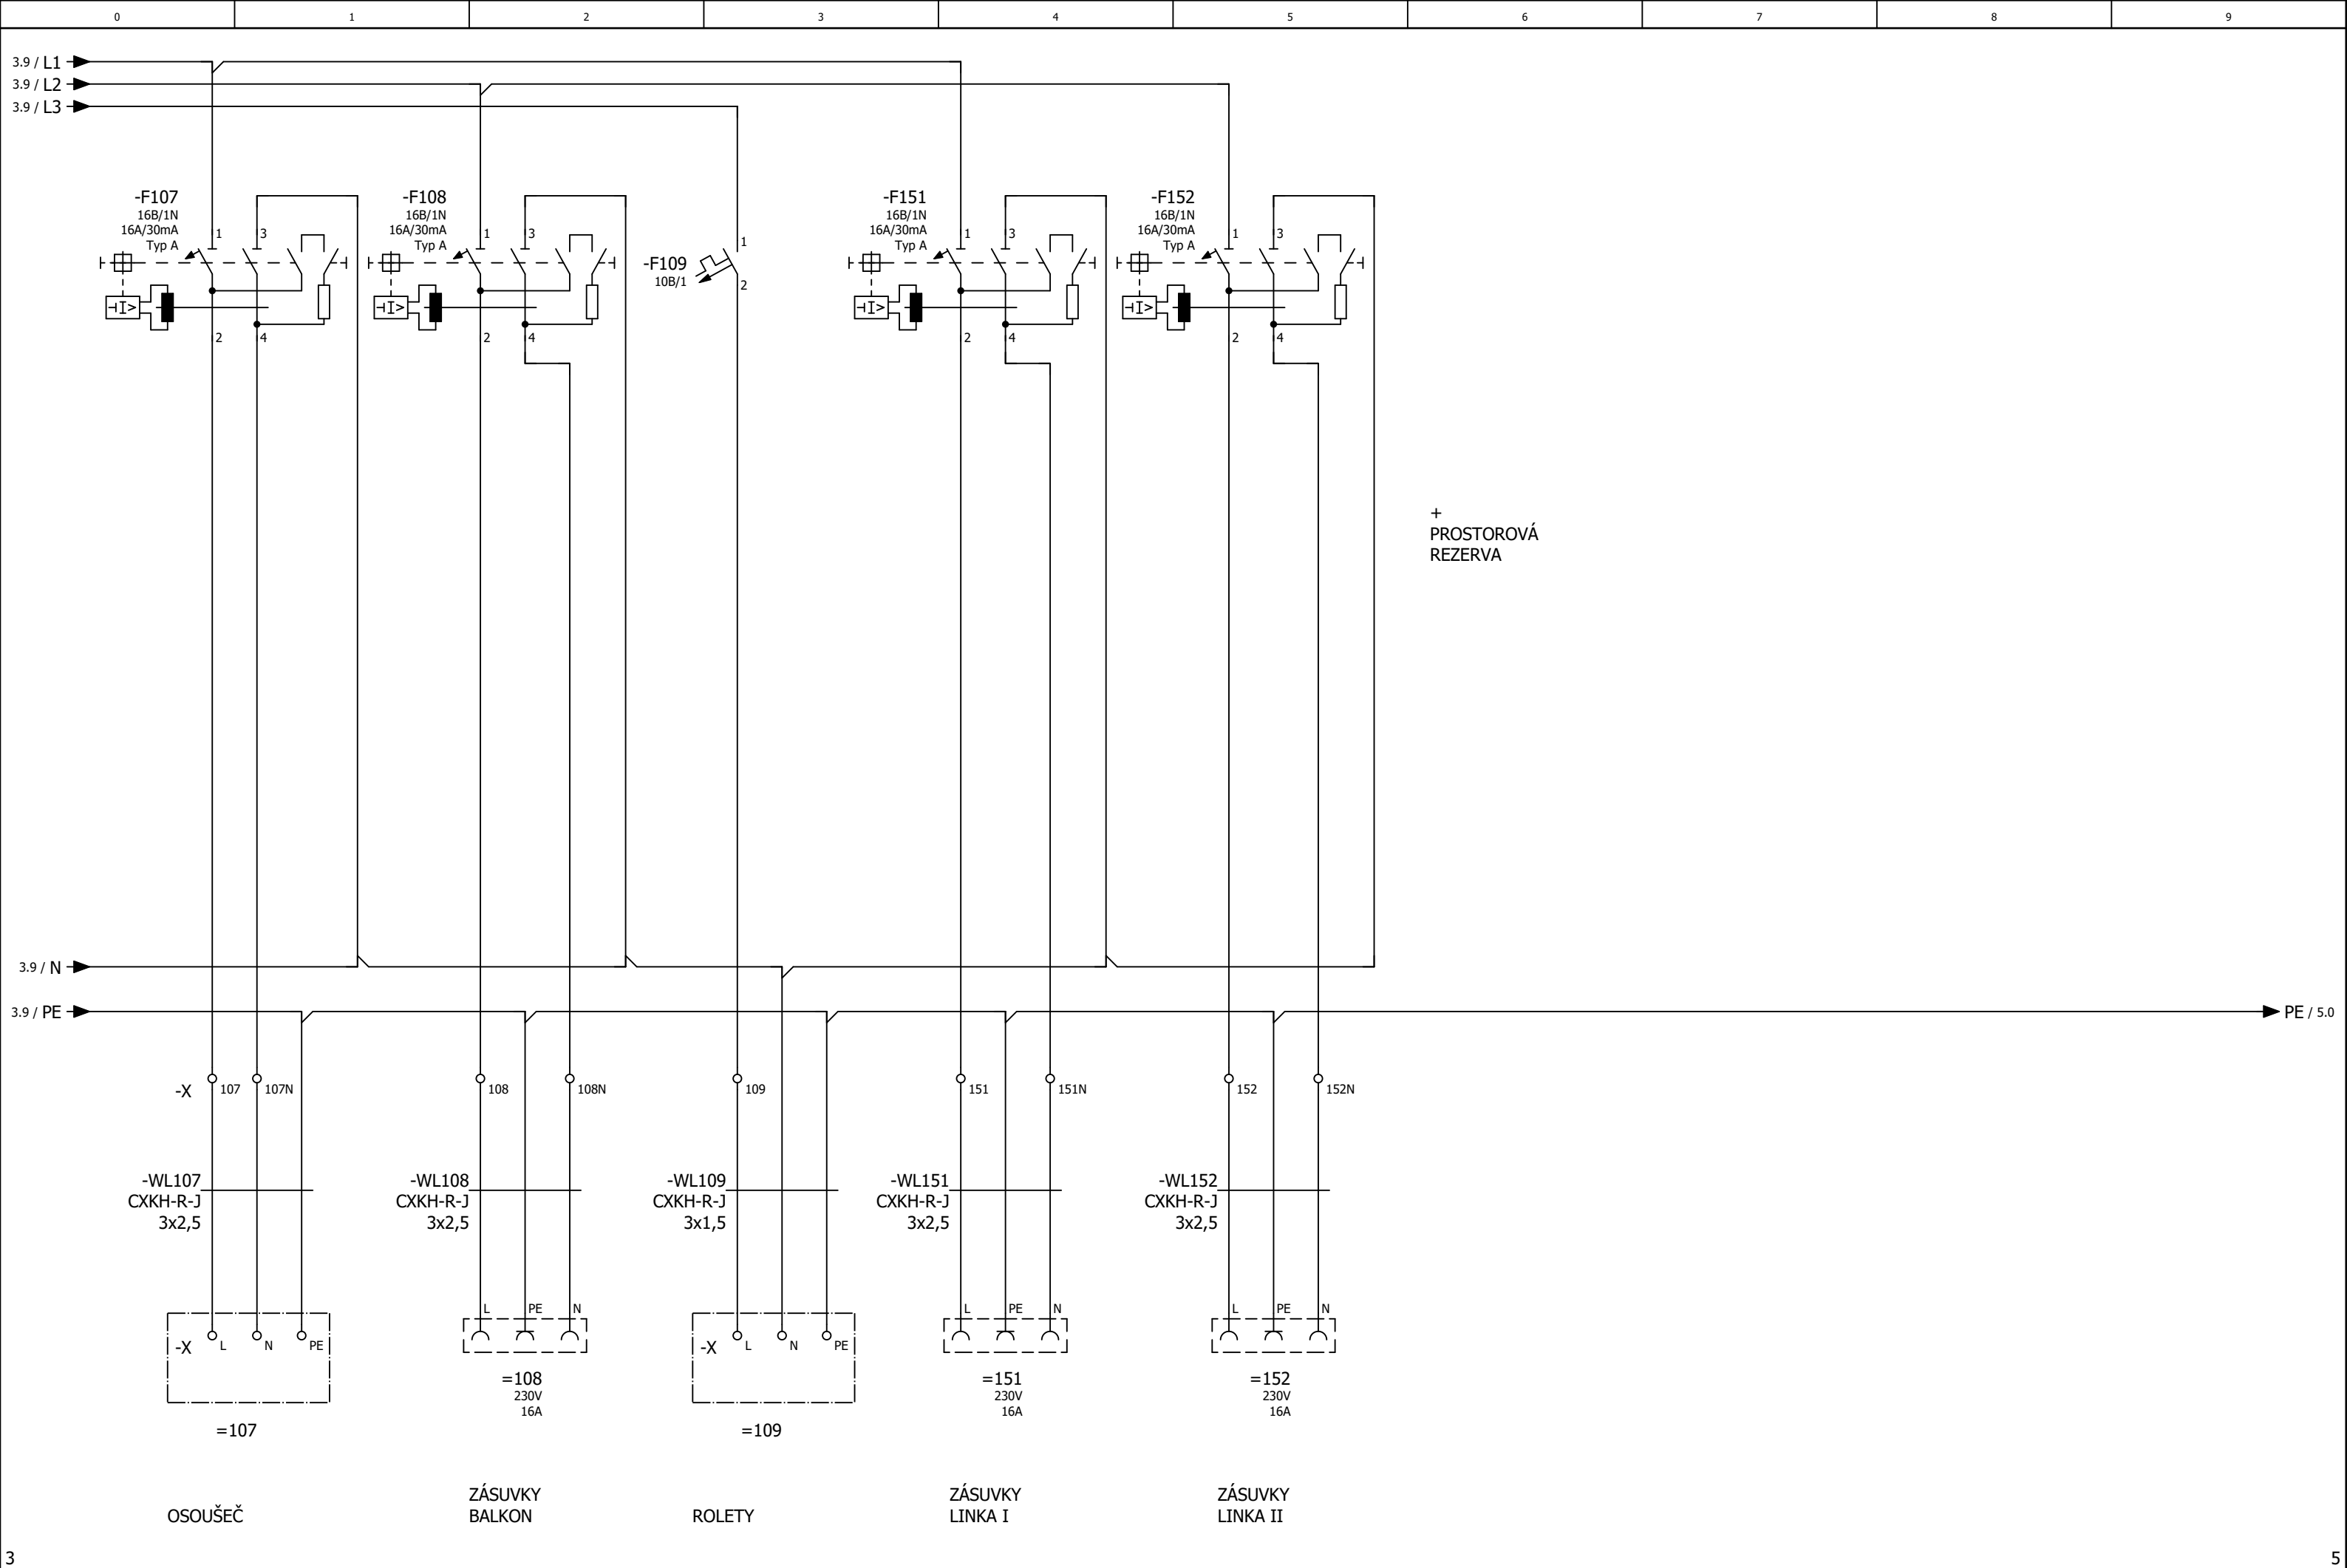 0 1 2 3 4 5 6 7 8 9
3.9 / L1
3.9 / L2
3.9 / L3
-F107
16B/1N
16A/30mA
Typ A
1 3
2 4
-F108
16B/1N
16A/30mA
Typ A
1 3
2 4
-F109
10B/1
1
2
-F151
16B/1N
16A/30mA
Typ A
1 3
2 4
-F152
16B/1N
16A/30mA
Typ A
1 3
2 4
I>
I>
I>
I>
+
PROSTOROVÁ
REZERVA
3.9 / N
3.9 / PE
PE / 5.0
-X 107 107N 108 108N 109 151 151N 152 152N
-WL107
CXKH-R-J
3x2,5
-WL108
CXKH-R-J
3x2,5
-WL109
CXKH-R-J
3x1,5
-WL151
CXKH-R-J
3x2,5
-WL152
CXKH-R-J
3x2,5
-X L N PE
=107
L PE N
=108
230V
16A
-X L N PE
=109
L PE N
=151
230V
16A
L PE N
=152
230V
16A
OSOUŠEČ
ZÁSUVKY
BALKON
ROLETY
ZÁSUVKY
LINKA I
ZÁSUVKY
LINKA II
3
5